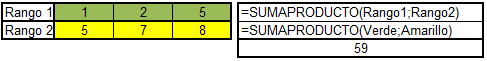 Rango 1 1 2 5 =SUMAPRODUCTO(Rango1;Rango2)
Rango 2 5 7 8 =SUMAPRODUCTO(Verde;Amarillo)
59